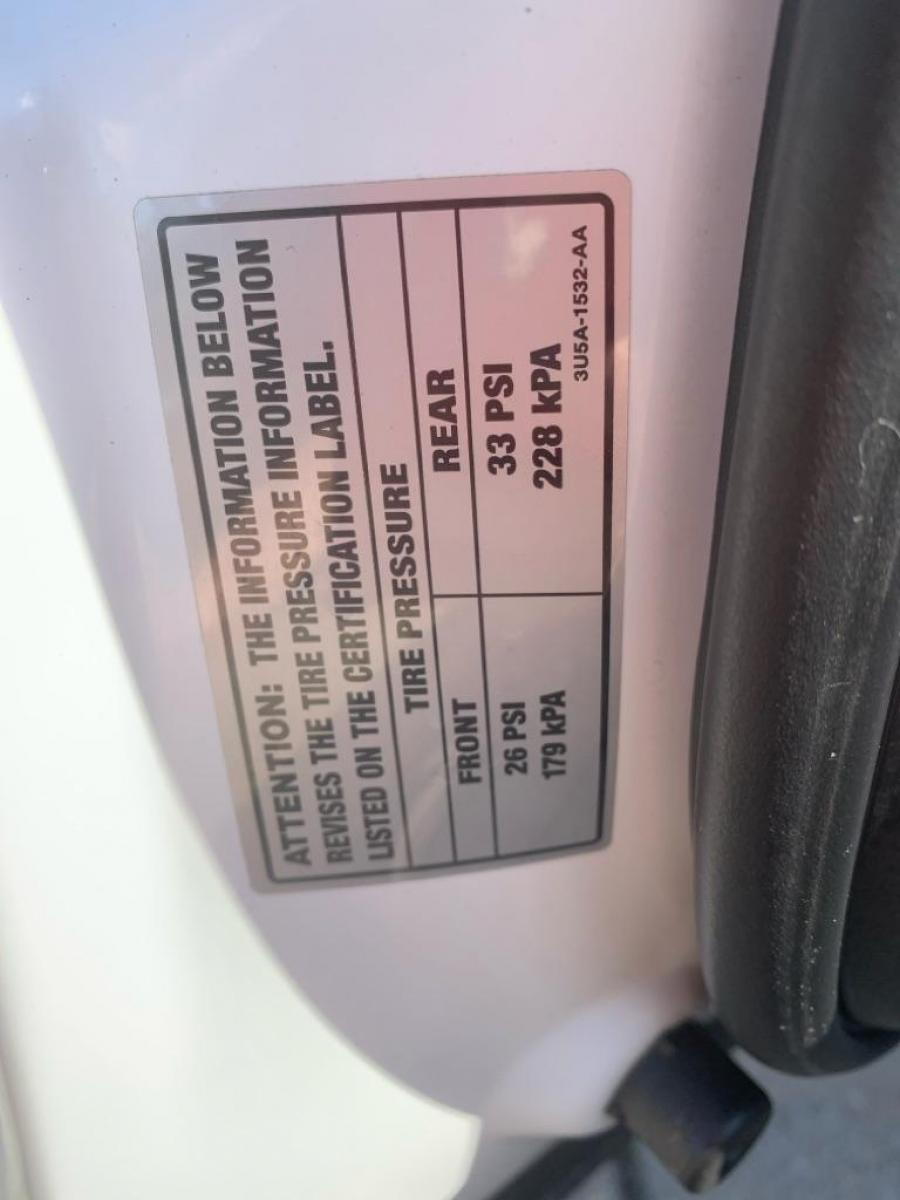 ATTENTION: THE INFORMATION BELOW
REVISES THE TIRE PRESSURE INFORMATION
LISTED ON THE CERTIFICATION LABEL.
TIRE PRESSURE
FRONT REAR
26 PSI 33 PSI
179 kPA 228 kPA
3U5A-1532-AA